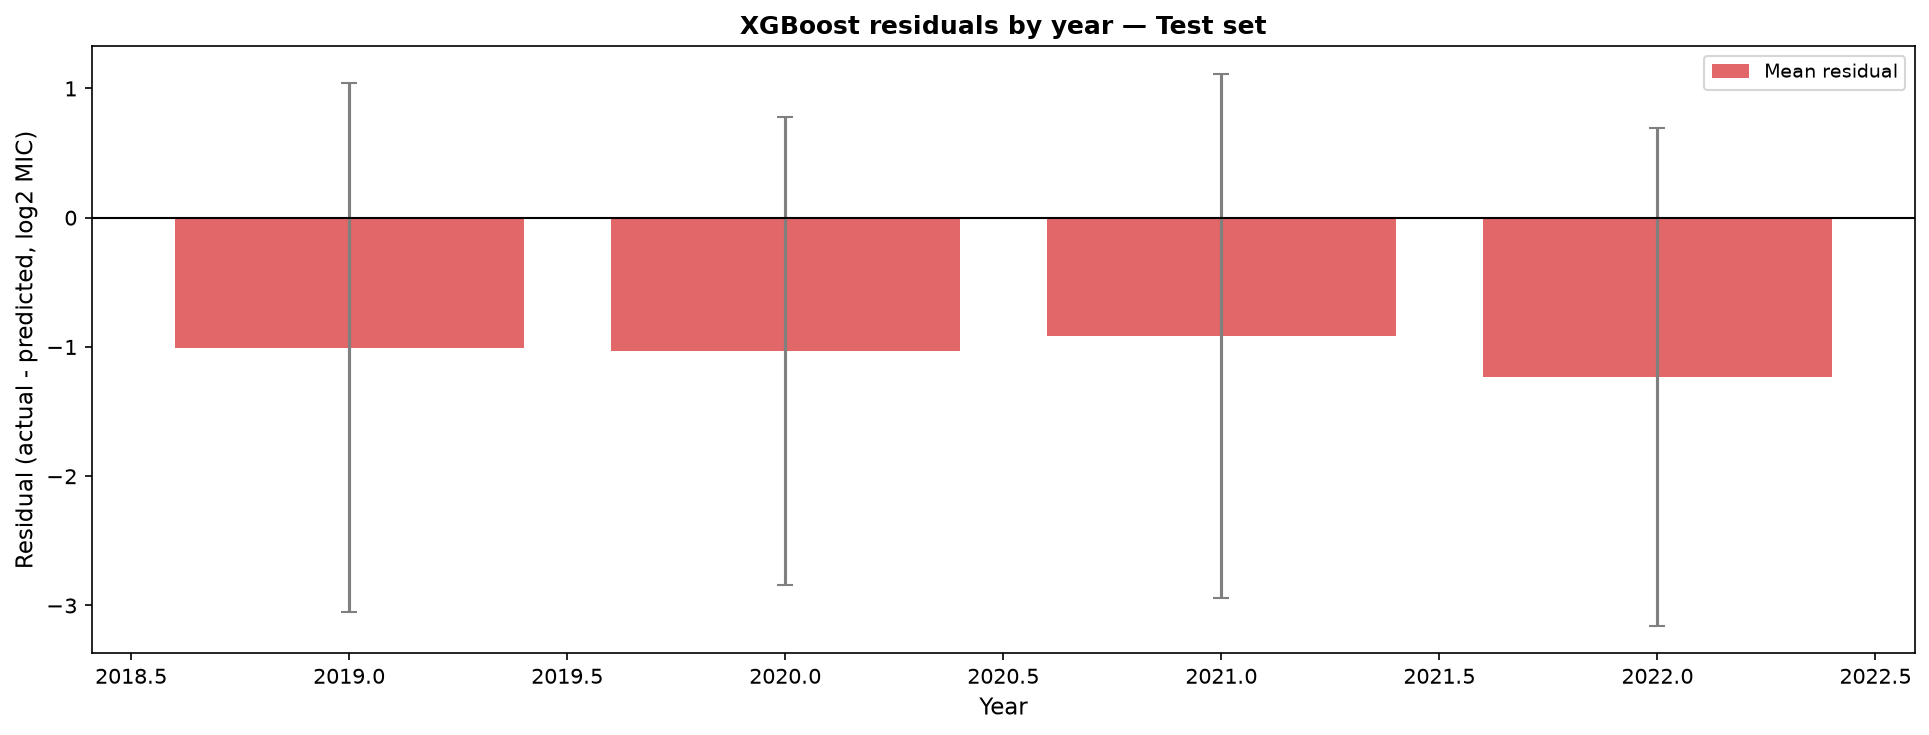 XGBoost residuals by year — Test set
Mean residual
Residual (actual - predicted, log2 MIC)
1
0
−1
−2
−3
2018.5 2019.0 2019.5 2020.0 2020.5 2021.0 2021.5 2022.0 2022.5
Year